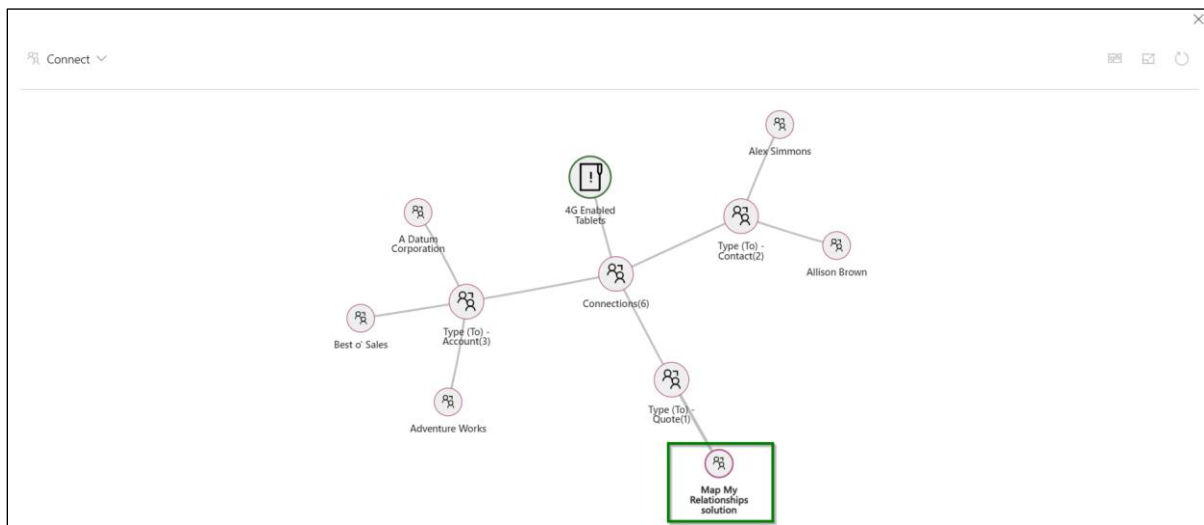 Connect
Alex Simmons
4G Enabled
Tablets
A Datum
Corporation
Type (To) -
Contact(2)
Allison Brown
Connections(6)
Type (To) -
Account(3)
Best o' Sales
Adventure Works
Type (To) -
Quote(1)
Map My
Relationships
solution